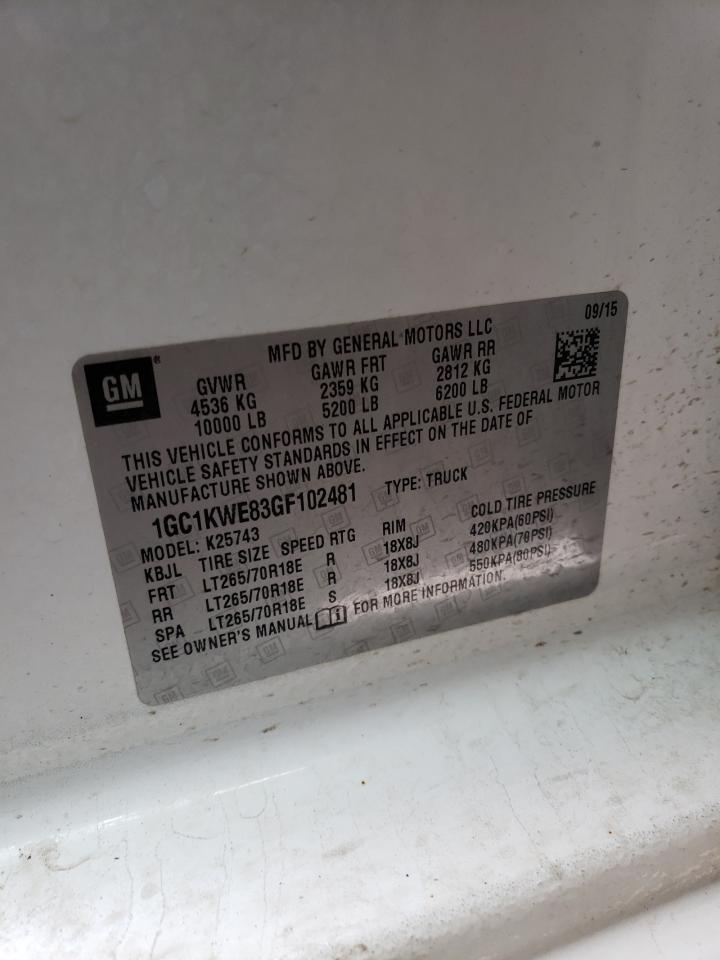 09/15
GM ®
MFD BY GENERAL MOTORS LLC
GVWR GAWR FRT GAWR RR
4536 KG 2359 KG 2812 KG
10000 LB 5200 LB 6200 LB
THIS VEHICLE CONFORMS TO ALL APPLICABLE U.S. FEDERAL MOTOR
VEHICLE SAFETY STANDARDS IN EFFECT ON THE DATE OF
MANUFACTURE SHOWN ABOVE.
1GC1KWE83GF102481 TYPE: TRUCK
MODEL: K25743
KBJL TIRE SIZE SPEED RTG RIM COLD TIRE PRESSURE
FRT LT265/70R18E R 18X8J 420KPA(60PSI)
RR LT265/70R18E R 18X8J 480KPA(70PSI)
SPA LT265/70R18E S 18X8J 550KPA(80PSI)
SEE OWNER'S MANUAL FOR MORE INFORMATION.